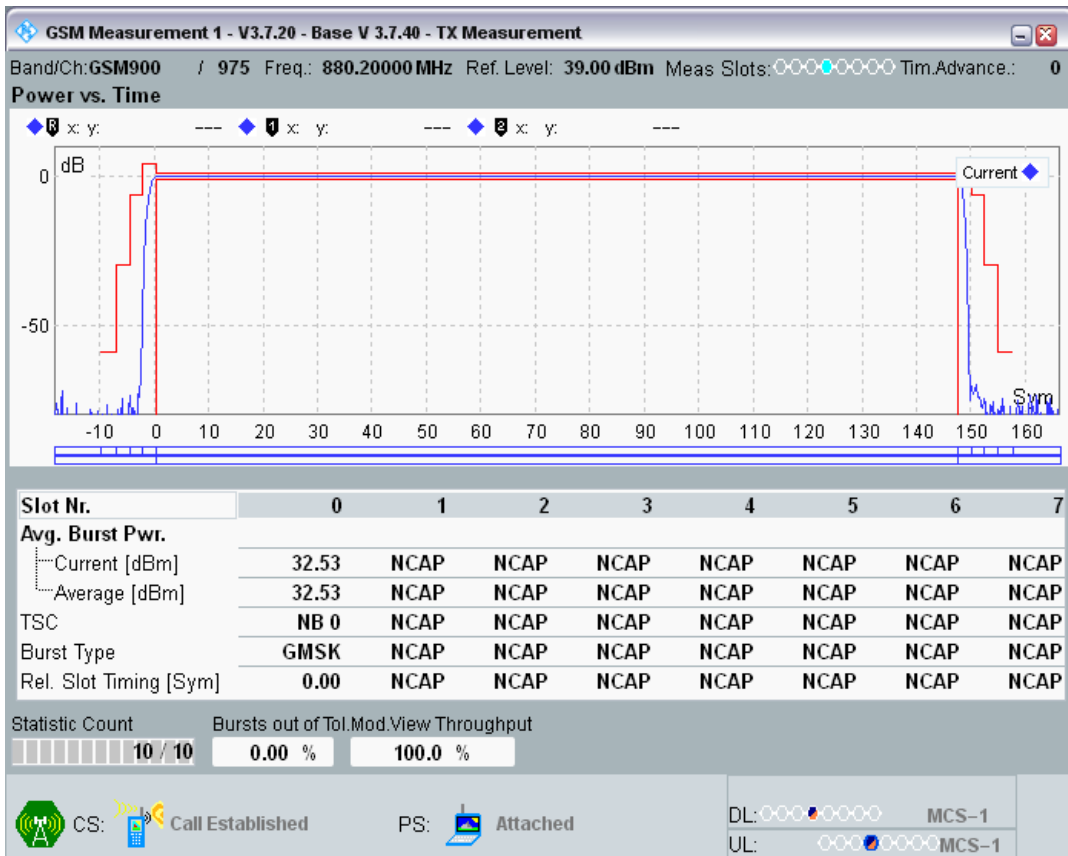 GSM Measurement 1 - V3.7.20 - Base V 3.7.40 - TX Measurement
Band/Ch:GSM900 / 975 Freq.: 880.20000 MHz Ref. Level: 39.00 dBm Meas Slots: Tim.Advance.: 0
Power vs. Time
R x: y: --- 1 x: y: --- 2 x: y: ---
dB
Current
0
-50
Sym
-10 0 10 20 30 40 50 60 70 80 90 100 110 120 130 140 150 160
Slot Nr. 0 1 2 3 4 5 6 7
Avg. Burst Pwr.
Current [dBm] 32.53 NCAP NCAP NCAP NCAP NCAP NCAP NCAP
Average [dBm] 32.53 NCAP NCAP NCAP NCAP NCAP NCAP NCAP
TSC NB 0 NCAP NCAP NCAP NCAP NCAP NCAP NCAP
Burst Type GMSK NCAP NCAP NCAP NCAP NCAP NCAP NCAP
Rel. Slot Timing [Sym] 0.00 NCAP NCAP NCAP NCAP NCAP NCAP NCAP
Statistic Count Bursts out of Tol. Mod.View Throughput
10 / 10 0.00 % 100.0 %
CS: Call Established PS: Attached
DL: MCS-1
UL: MCS-1